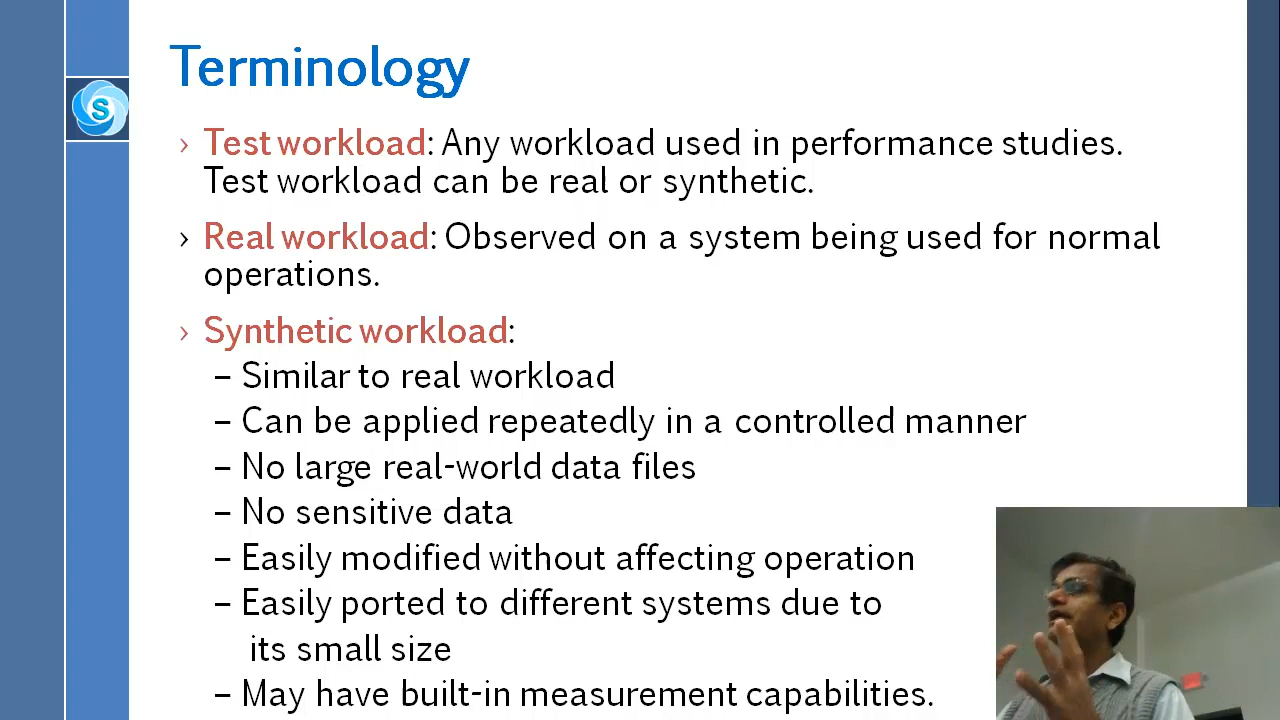 Terminology
S
› Test workload: Any workload used in performance studies.
Test workload can be real or synthetic.
› Real workload: Observed on a system being used for normal
operations.
› Synthetic workload:
– Similar to real workload
– Can be applied repeatedly in a controlled manner
– No large real-world data files
– No sensitive data
– Easily modified without affecting operation
– Easily ported to different systems due to
its small size
– May have built-in measurement capabilities.